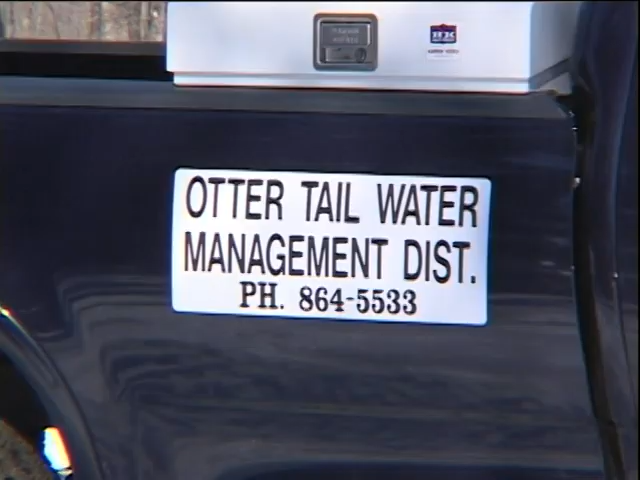 OTTER TAIL WATER
MANAGEMENT DIST.
PH. 864-5533